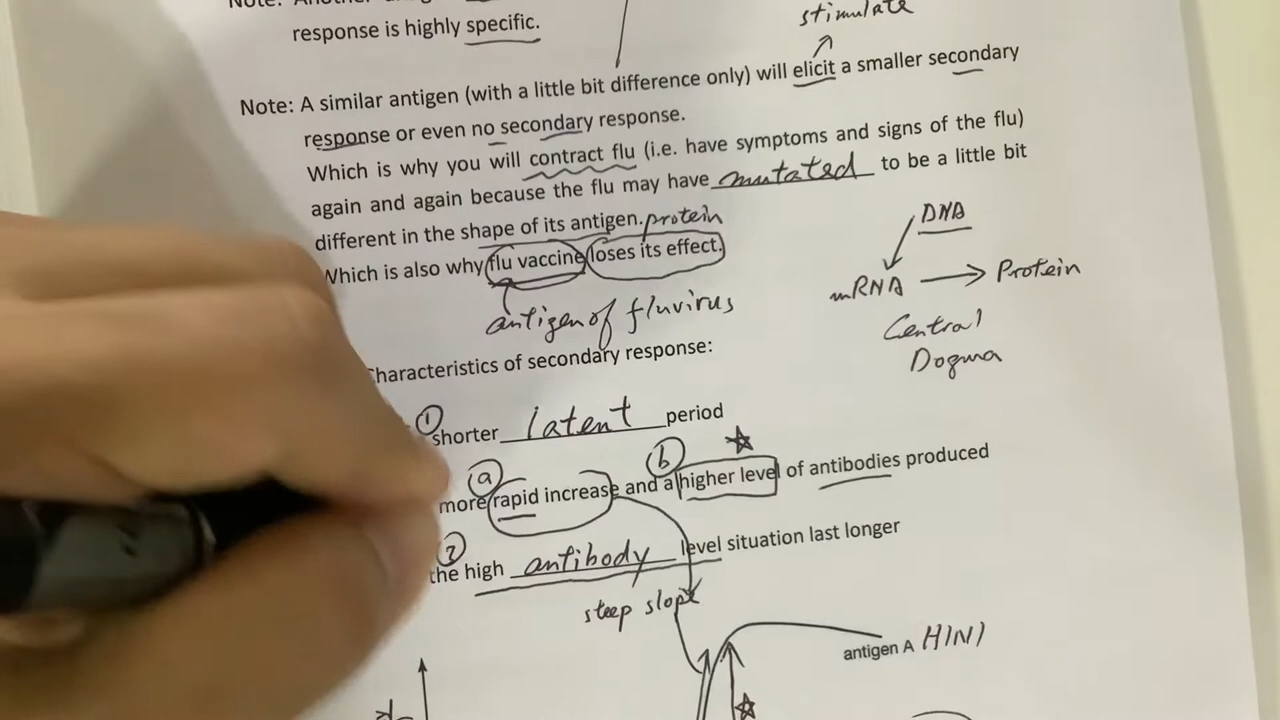 response is highly specific.
stimulate
Note: A similar antigen (with a little bit difference only) will elicit a smaller secondary
response or even no secondary response.
Which is why you will contract flu (i.e. have symptoms and signs of the flu)
again and again because the flu may have mutated to be a little bit
different in the shape of its antigen. protein
Which is also why flu vaccine loses its effect.
antigen of flu virus
DNA
mRNA → Protein
Central
Dogma
Characteristics of secondary response:
① shorter latent period
ⓐ ⓑ
more rapid increase and a higher level of antibodies produced
② the high antibody level situation last longer
steep slope
antigen A H1N1